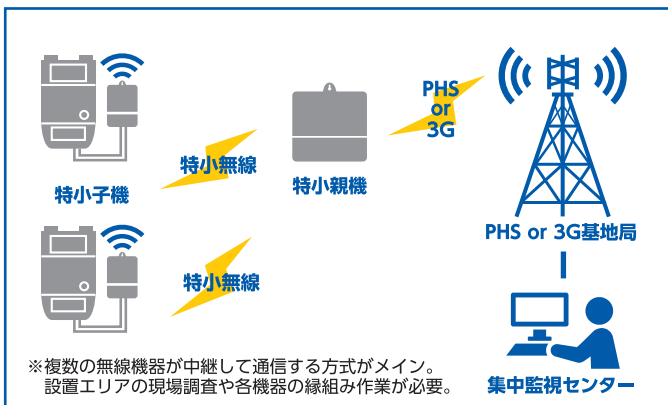 PHS
or
3G
特小無線
特小子機
特小親機
PHS or 3G基地局
特小無線
※複数の無線機器が中継して通信する方式がメイン。
設置エリアの現場調査や各機器の縁組み作業が必要。
集中監視センター